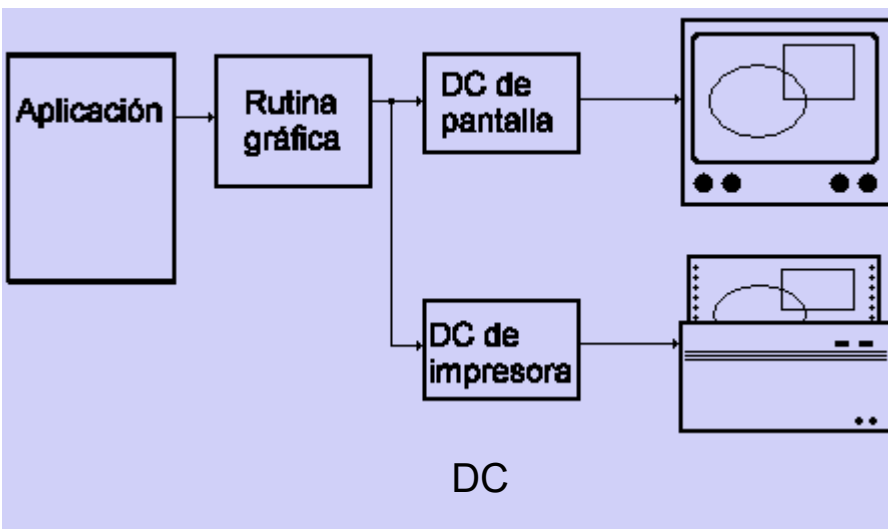 Aplicación
Rutina
gráfica
DC de
pantalla
DC de
impresora
DC